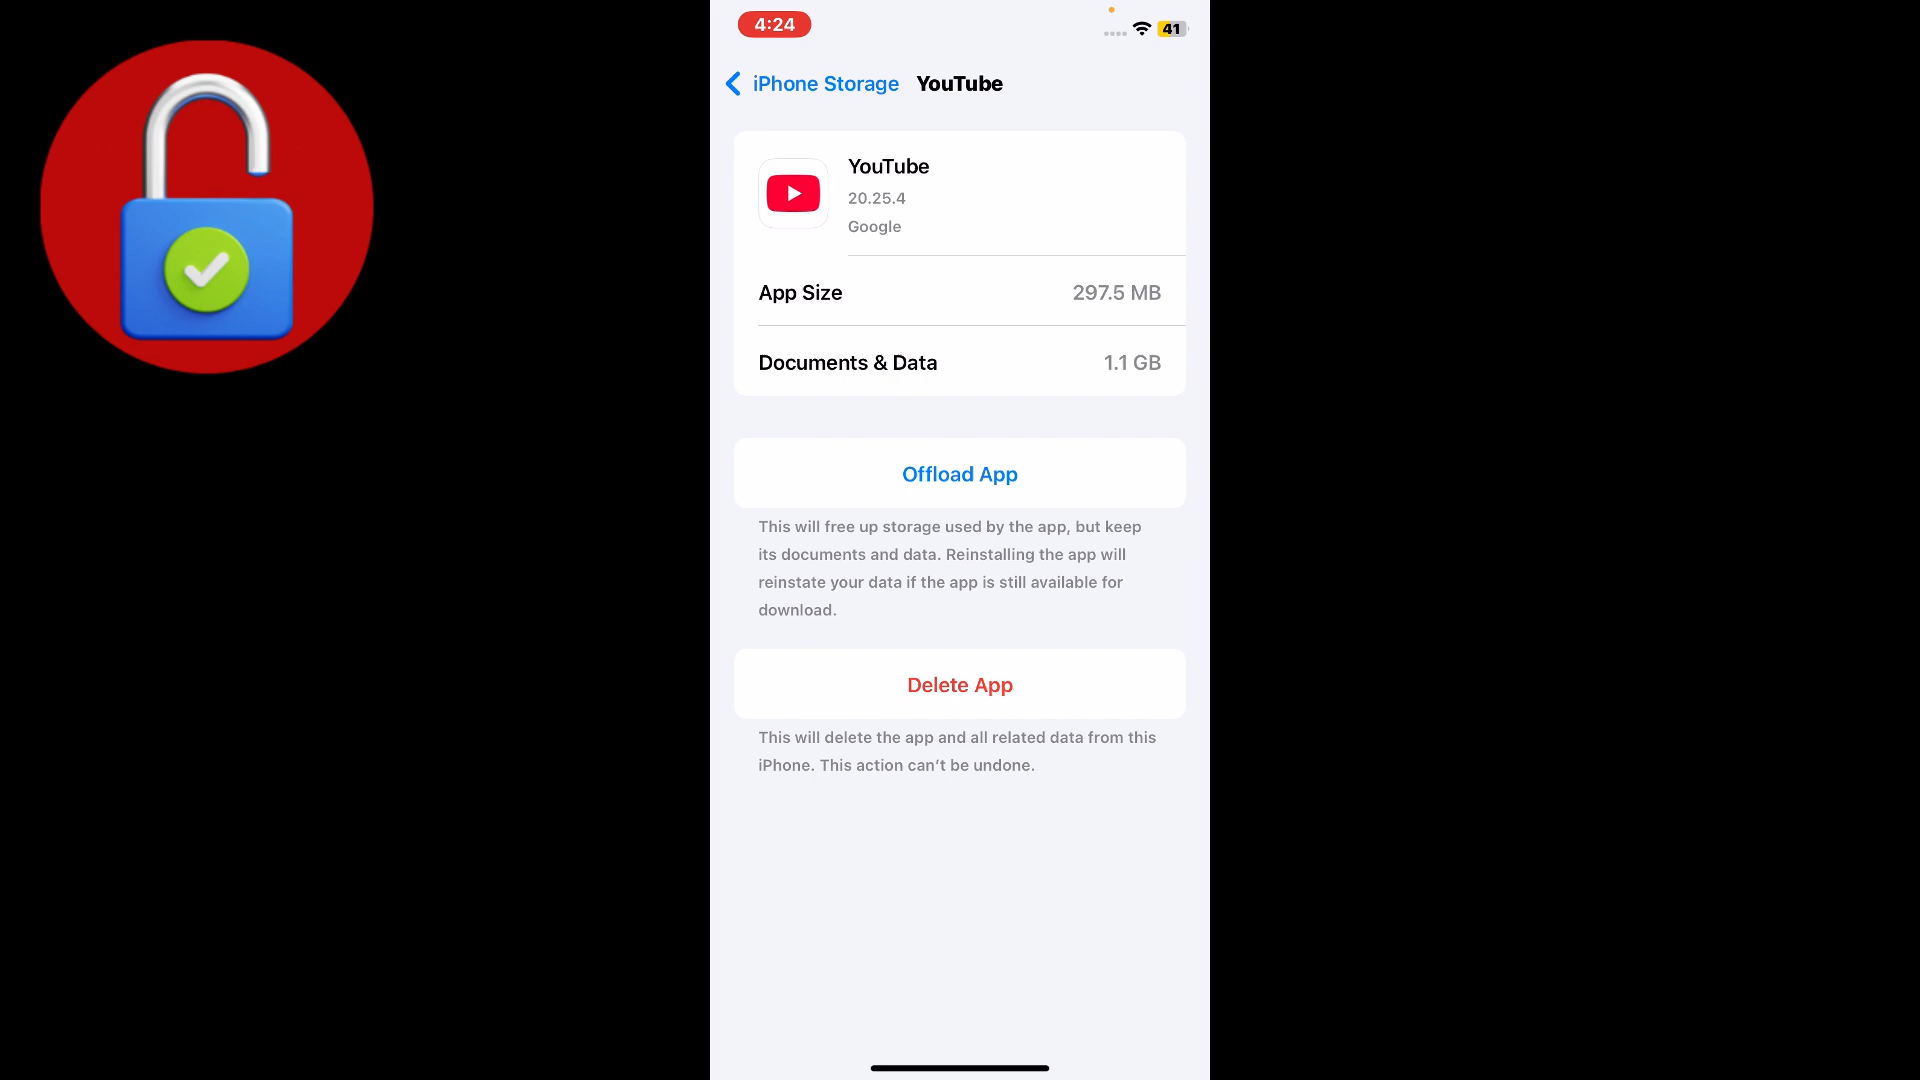 4:24
41
iPhone Storage YouTube
YouTube
20.25.4
Google
App Size 297.5 MB
Documents & Data 1.1 GB
Offload App
This will free up storage used by the app, but keep
its documents and data. Reinstalling the app will
reinstate your data if the app is still available for
download.
Delete App
This will delete the app and all related data from this
iPhone. This action can’t be undone.